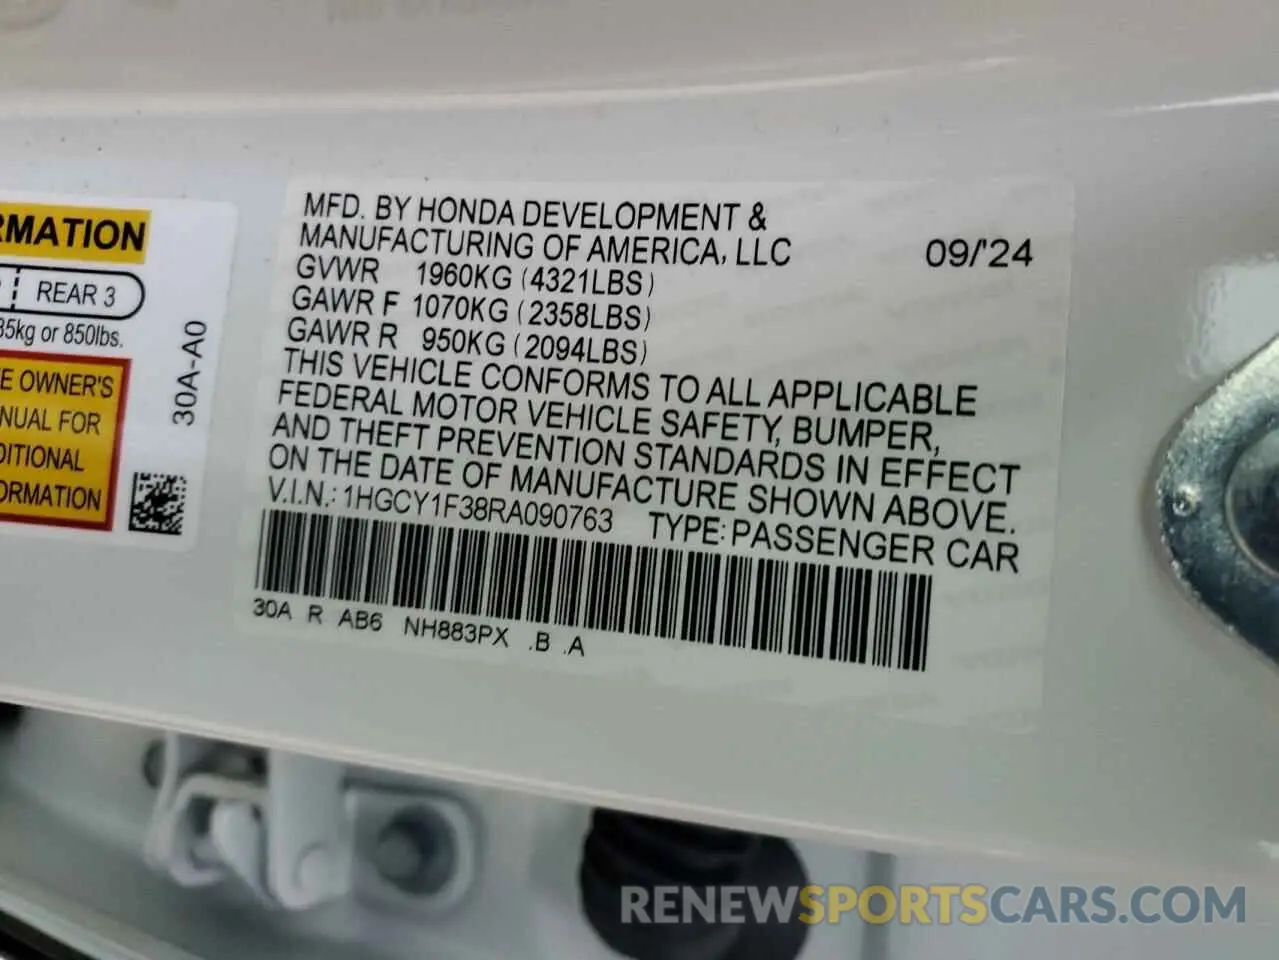 RMATION
REAR 3
35kg or 850lbs.
E OWNER'S
NUAL FOR
DITIONAL
ORMATION
30A-A0
MFD. BY HONDA DEVELOPMENT &
MANUFACTURING OF AMERICA, LLC 09/'24
GVWR 1960KG (4321LBS)
GAWR F 1070KG (2358LBS)
GAWR R 950KG (2094LBS)
THIS VEHICLE CONFORMS TO ALL APPLICABLE
FEDERAL MOTOR VEHICLE SAFETY, BUMPER,
AND THEFT PREVENTION STANDARDS IN EFFECT
ON THE DATE OF MANUFACTURE SHOWN ABOVE.
V.I.N.: 1HGCY1F38RA090763 TYPE: PASSENGER CAR
30A R AB6 NH883PX .B .A
RENEWSPORTSCARS.COM